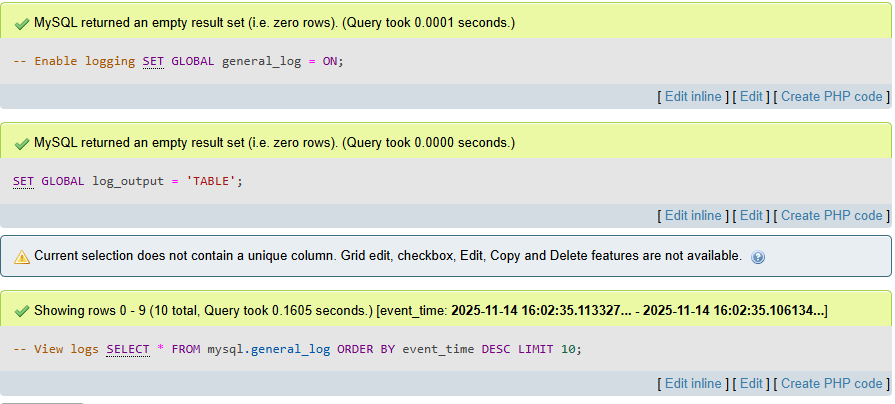 MySQL returned an empty result set (i.e. zero rows). (Query took 0.0001 seconds.)
-- Enable logging SET GLOBAL general_log = ON;
[ Edit inline ] [ Edit ] [ Create PHP code ]
MySQL returned an empty result set (i.e. zero rows). (Query took 0.0000 seconds.)
SET GLOBAL log_output = 'TABLE';
[ Edit inline ] [ Edit ] [ Create PHP code ]
Current selection does not contain a unique column. Grid edit, checkbox, Edit, Copy and Delete features are not available.
Showing rows 0 - 9 (10 total, Query took 0.1605 seconds.) [event_time: 2025-11-14 16:02:35.113327... - 2025-11-14 16:02:35.106134...]
-- View logs SELECT * FROM mysql.general_log ORDER BY event_time DESC LIMIT 10;
[ Edit inline ] [ Edit ] [ Create PHP code ]